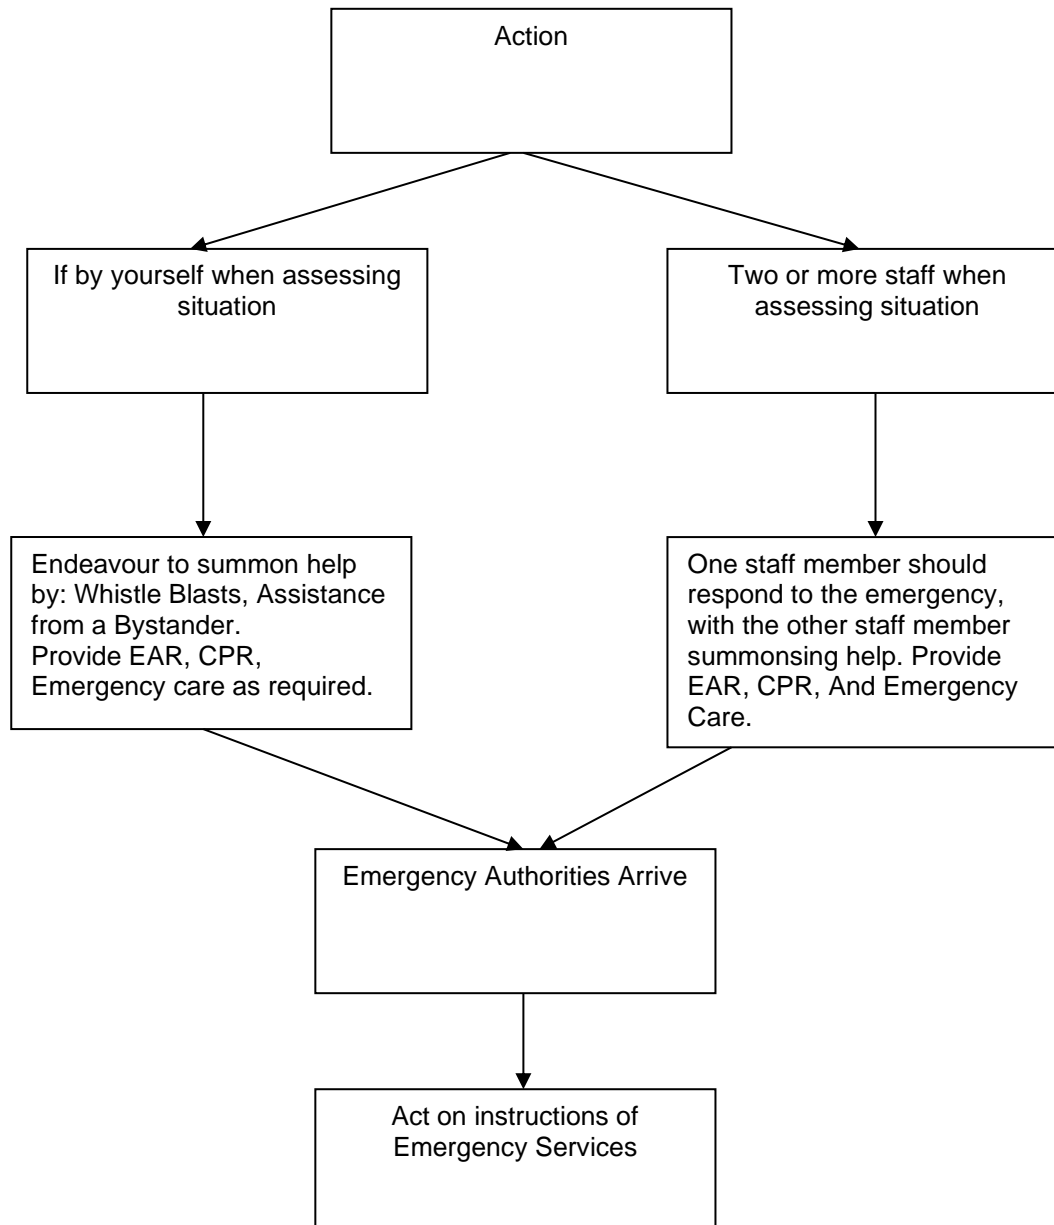 Action
If by yourself when assessing
situation
Two or more staff when
assessing situation
Endeavour to summon help
by: Whistle Blasts, Assistance
from a Bystander.
Provide EAR, CPR,
Emergency care as required.
One staff member should
respond to the emergency,
with the other staff member
summonsing help. Provide
EAR, CPR, And Emergency
Care.
Emergency Authorities Arrive
Act on instructions of
Emergency Services